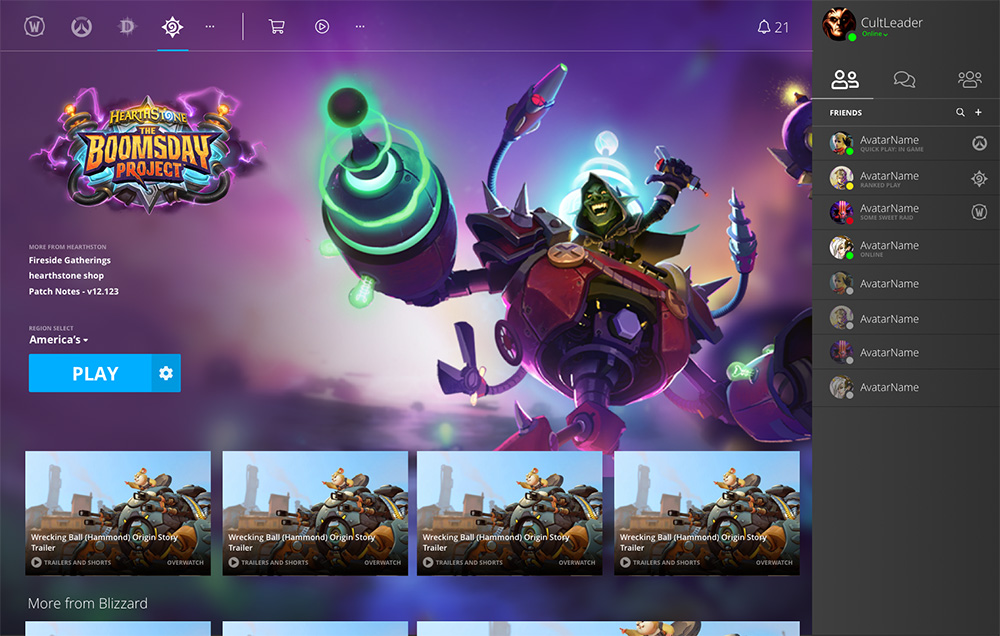 21
HEARTHSTONE
THE
BOOMSDAY
PROJECT
MORE FROM HEARTHSTON
Fireside Gatherings
hearthstone shop
Patch Notes - v12.123
REGION SELECT
America's
PLAY
Wrecking Ball (Hammond) Origin Story
Trailer
TRAILERS AND SHORTS
OVERWATCH
Wrecking Ball (Hammond) Origin Story
Trailer
TRAILERS AND SHORTS
OVERWATCH
Wrecking Ball (Hammond) Origin Story
Trailer
TRAILERS AND SHORTS
OVERWATCH
Wrecking Ball (Hammond) Origin Story
Trailer
TRAILERS AND SHORTS
OVERWATCH
More from Blizzard
CultLeader
Online
FRIENDS
AvatarName
QUICK PLAY: IN GAME
AvatarName
RANKED PLAY
AvatarName
SOME SWEET RAID
AvatarName
ONLINE
AvatarName
AvatarName
AvatarName
AvatarName